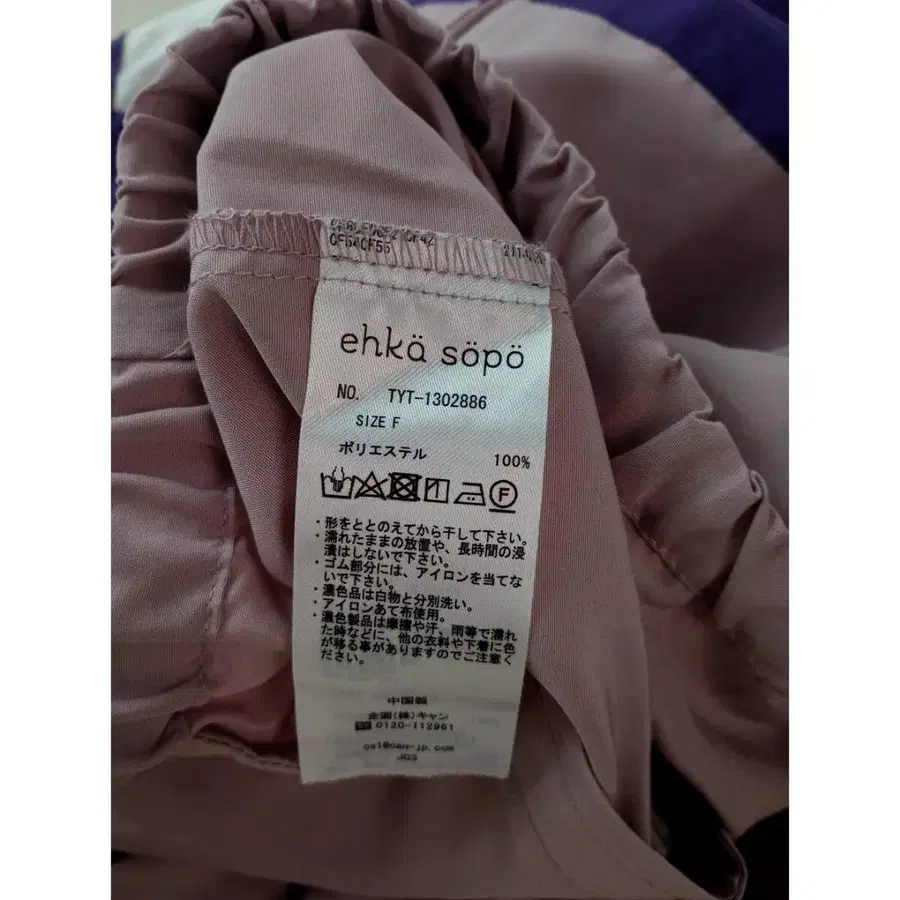 ehkä söpö
NO. TYT-1302886
SIZE F
ポリエステル 100%
F
・形をととのえてから干して下さい。
・濡れたままの放置や、長時間の浸
漬はしないで下さい。
・ゴム部分には、アイロンを当てな
いで下さい。
・濃色品は白物と分別洗い。
・アイロンあて布使用。
・濃色製品は摩擦や汗、雨等で濡れ
た時などに、他の衣料や下着に色
が移る事がありますのでご注意く
ださい。
中国製
企画(株)キャン
0120-112961
cs1@can-jp.com
J03